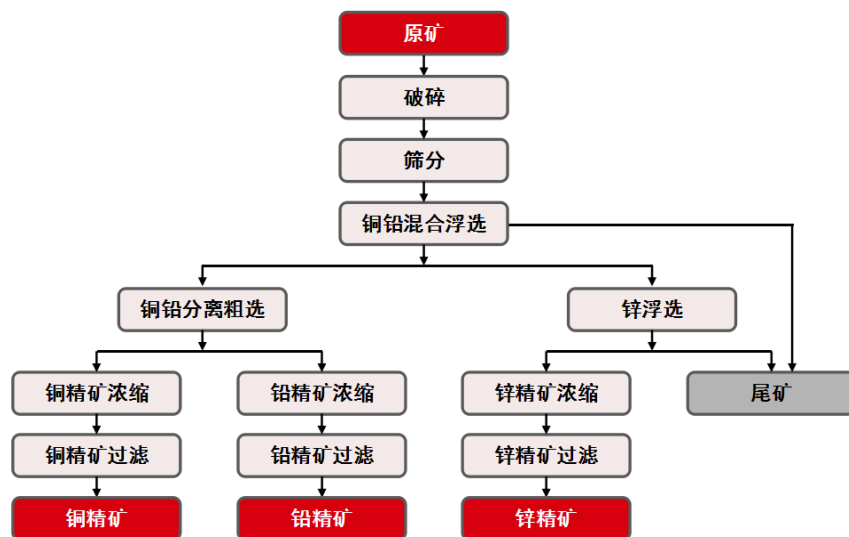 原矿
破碎
筛分
铜铅混合浮选
铜铅分离粗选
锌浮选
铜精矿浓缩
铅精矿浓缩
锌精矿浓缩
尾矿
铜精矿过滤
铅精矿过滤
锌精矿过滤
铜精矿
铅精矿
锌精矿